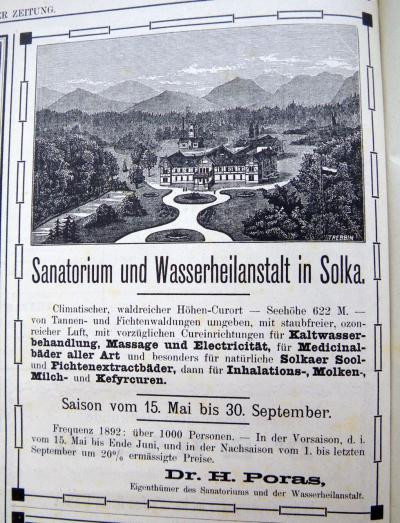 ER ZEITUNG.
TREBBIN
Sanatorium und Wasserheilanstalt in Solka.
Climatischer, waldreicher Höhen-Curort — Seehöhe 622 M. —
von Tannen- und Fichtenwaldungen umgeben, mit staubfreier, ozon-
reicher Luft, mit vorzüglichen Cureinrichtungen für Kaltwasser-
behandlung, Massage und Electricität, für Medicinal-
bäder aller Art und besonders für natürliche Solkaer Sool-
und Fichtenextractbäder, dann für Inhalations-, Molken-,
Milch- und Kefyrcuren.
Saison vom 15. Mai bis 30. September.
Frequenz 1892: über 1000 Personen. — In der Vorsaison, d. i.
vom 15. Mai bis Ende Juni, und in der Nachsaison vom 1. bis letzten
September um 20% ermässigte Preise.
Dr. H. Poras,
Eigenthümer des Sanatoriums und der Wasserheilanstalt.